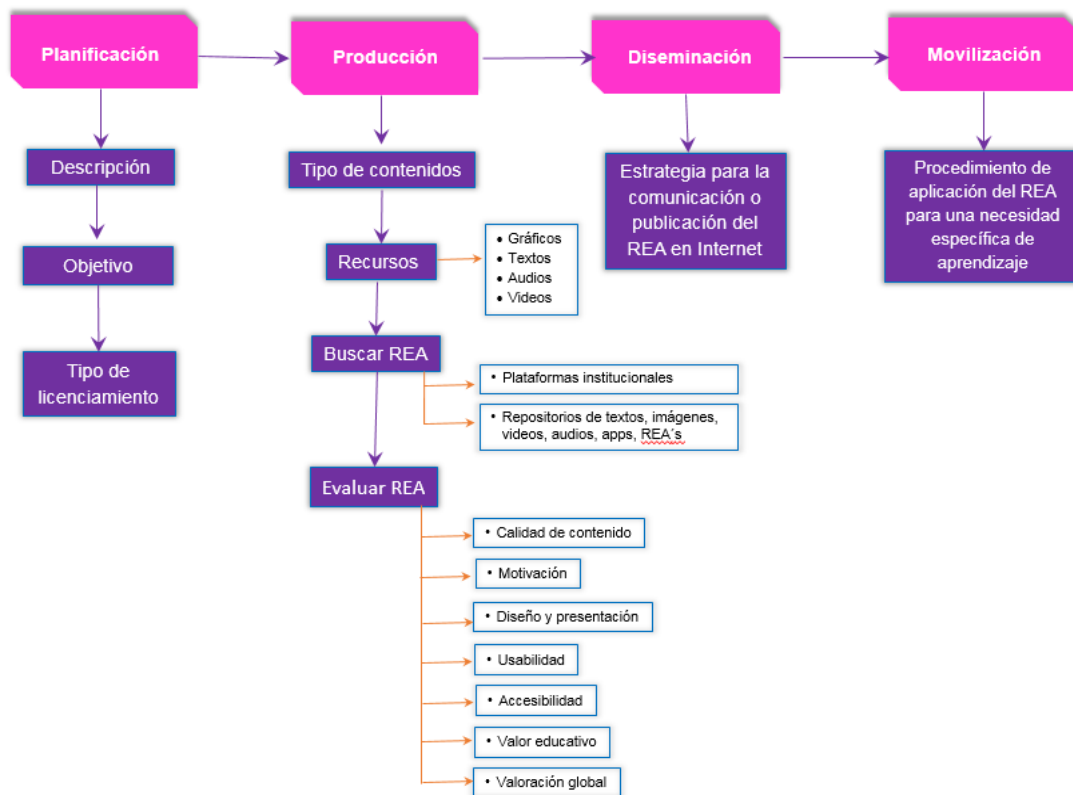 Planificación
Producción
Diseminación
Movilización
Descripción
Objetivo
Tipo de
licenciamiento
Tipo de contenidos
Recursos
• Gráficos
• Textos
• Audios
• Videos
Buscar REA
• Plataformas institucionales
• Repositorios de textos, imágenes,
videos, audios, apps, REA´s
Evaluar REA
• Calidad de contenido
• Motivación
• Diseño y presentación
• Usabilidad
• Accesibilidad
• Valor educativo
• Valoración global
Estrategia para la
comunicación o
publicación del
REA en Internet
Procedimiento de
aplicación del REA
para una necesidad
específica de
aprendizaje